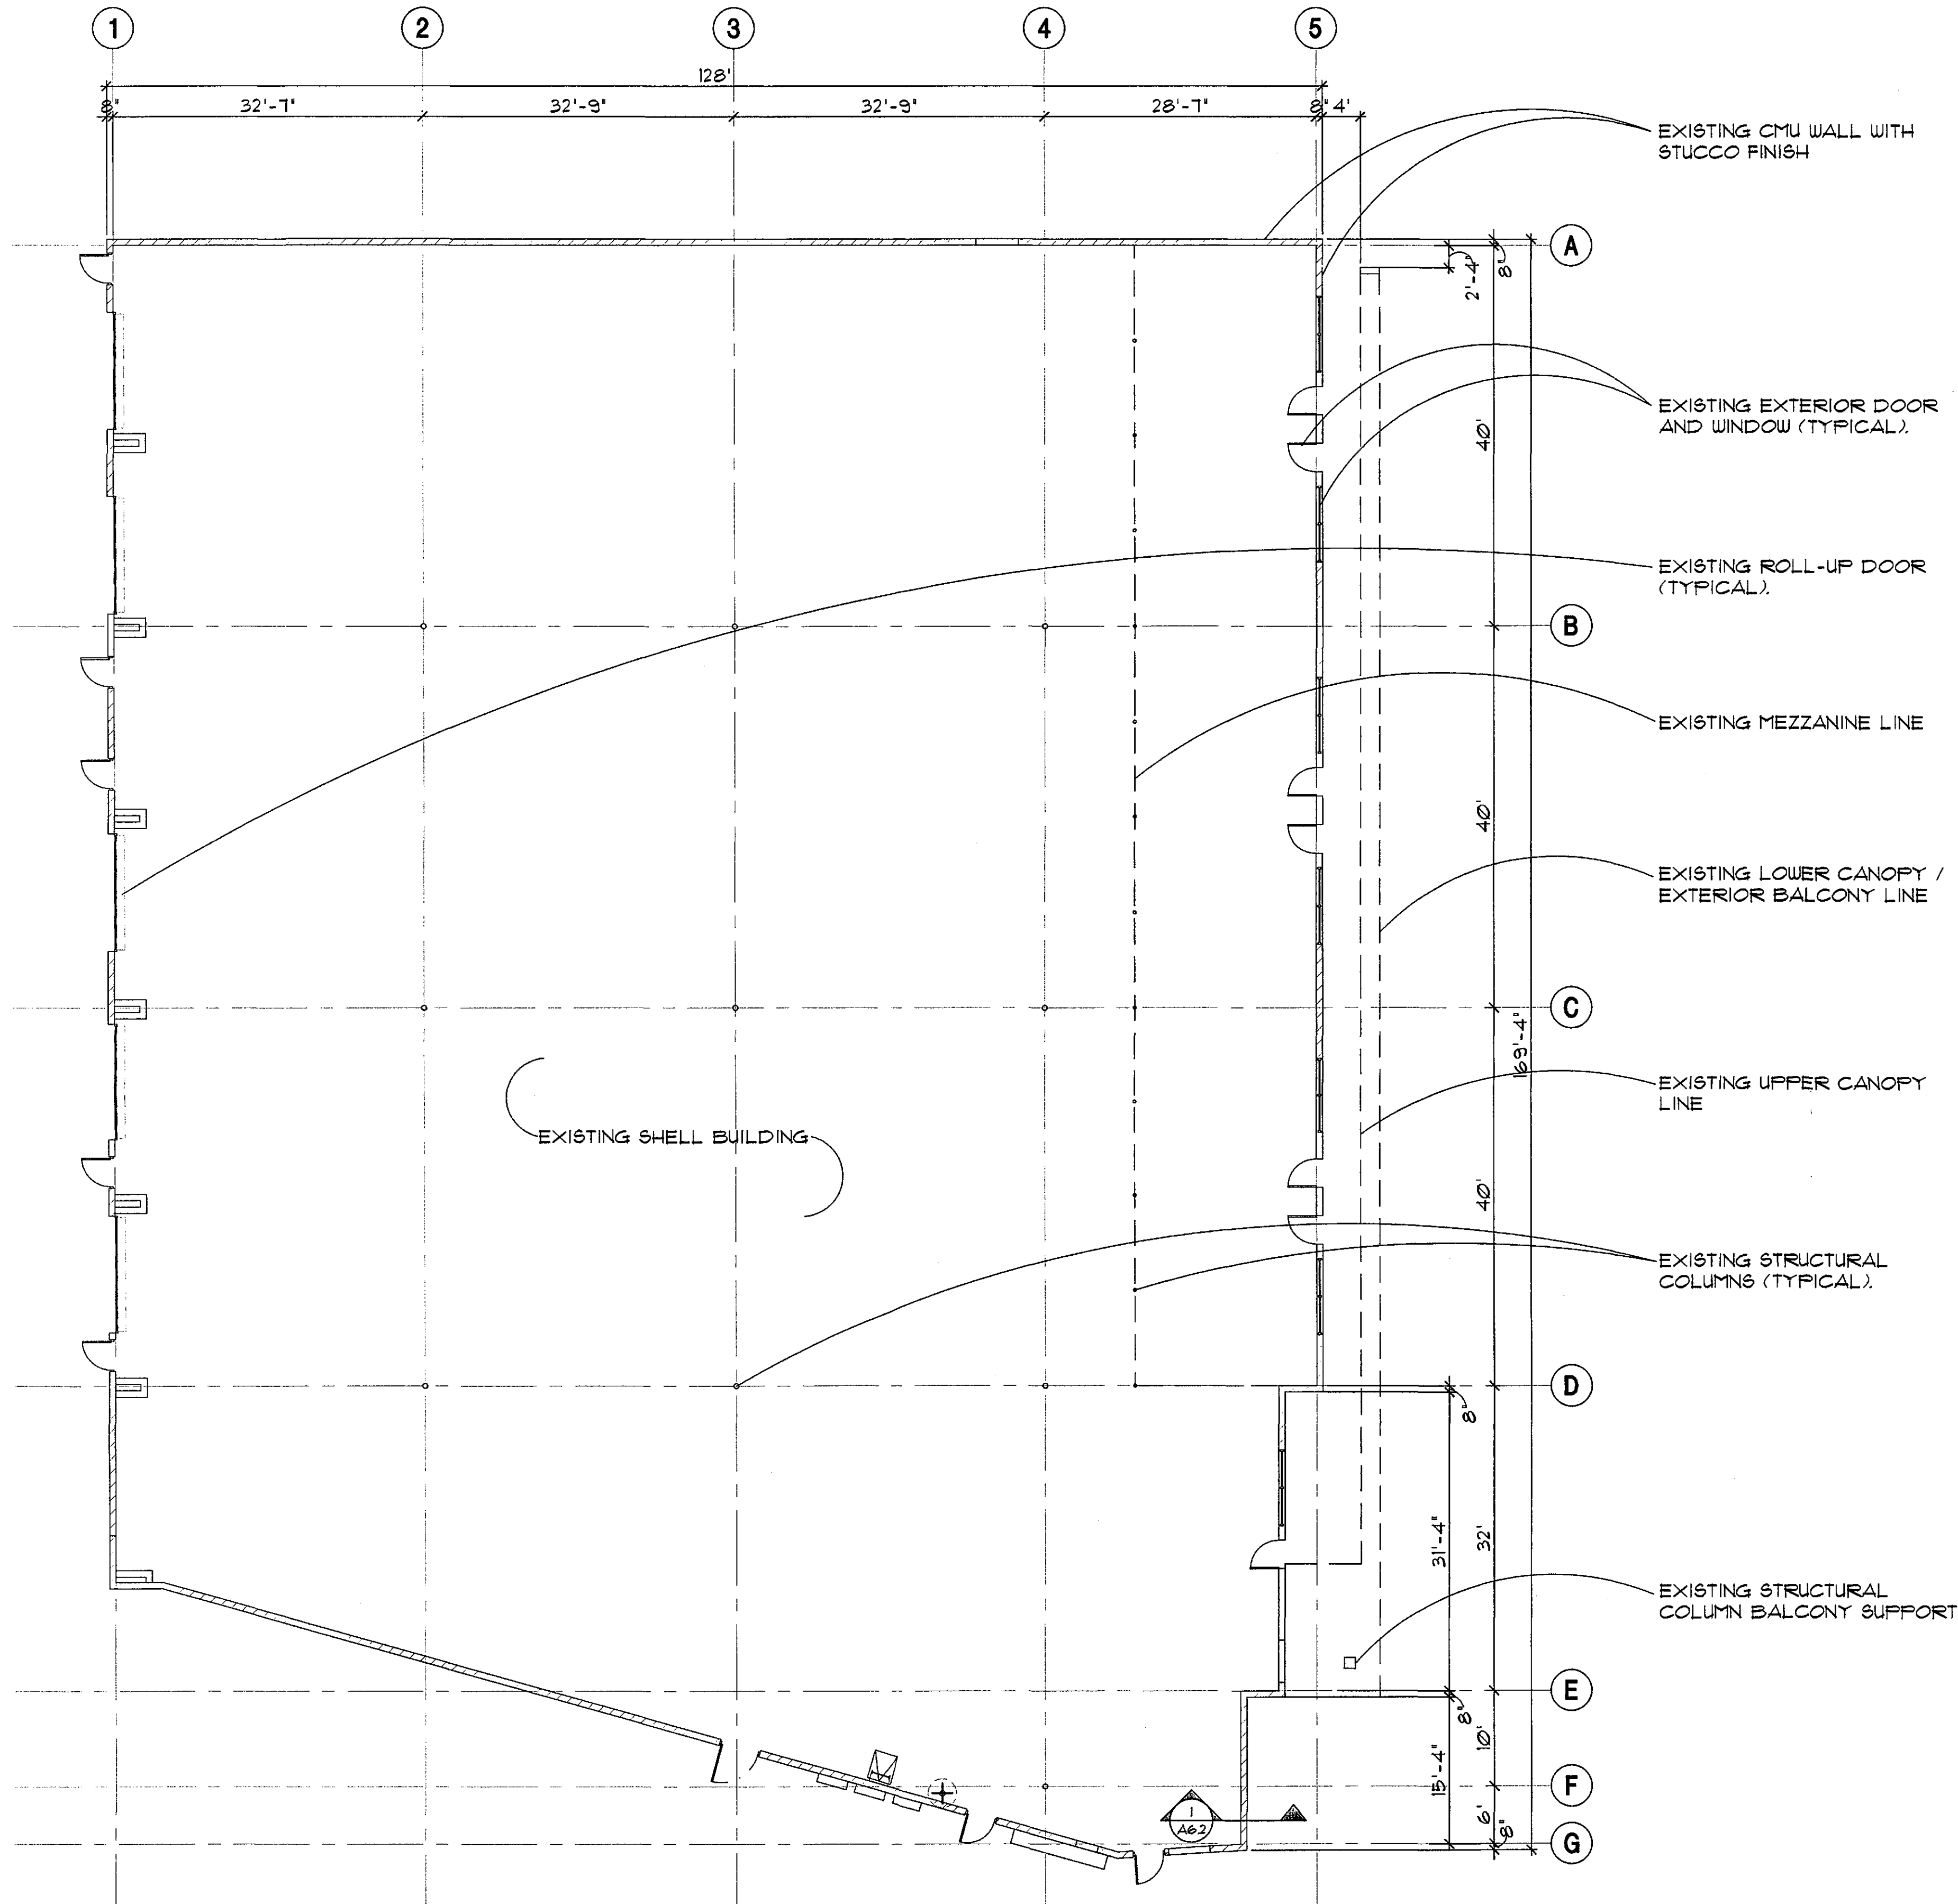 1
2
3
4
5
128'
8"
32'-7"
32'-9"
32'-9"
28'-7"
8"
4'
EXISTING CMU WALL WITH
STUCCO FINISH
A
8"
2'-4"
EXISTING EXTERIOR DOOR
AND WINDOW (TYPICAL).
40'
EXISTING ROLL-UP DOOR
(TYPICAL).
B
EXISTING MEZZANINE LINE
40'
EXISTING LOWER CANOPY /
EXTERIOR BALCONY LINE
C
169'-4"
EXISTING UPPER CANOPY
LINE
EXISTING SHELL BUILDING
40'
EXISTING STRUCTURAL
COLUMNS (TYPICAL).
D
8"
31'-4"
32'
EXISTING STRUCTURAL
COLUMN BALCONY SUPPORT
E
8"
10'
15'-4"
F
1
A6.2
6'
8"
G